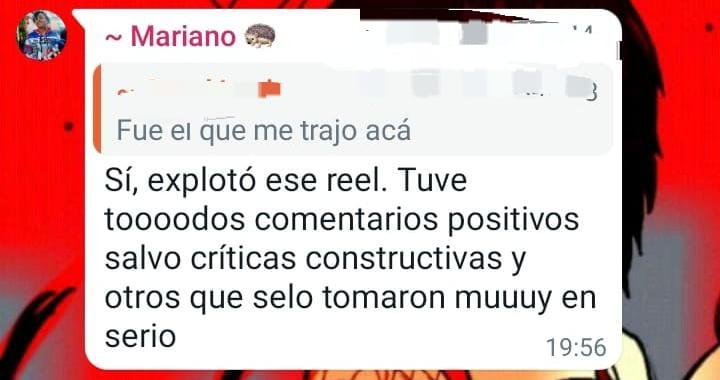 ~ Mariano 🦔
Fue el que me trajo acá
Sí, explotó ese reel. Tuve
toooodos comentarios positivos
salvo críticas constructivas y
otros que selo tomaron muuuy en
serio
19:56